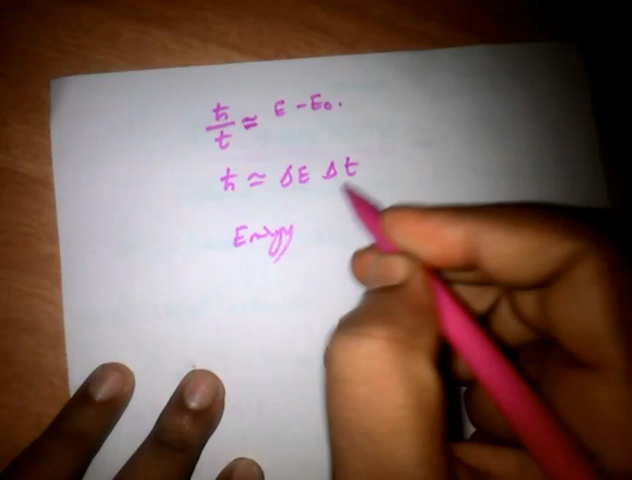 ℏ/t ≃ E - E₀.
ℏ ≃ ΔE Δt
Energy